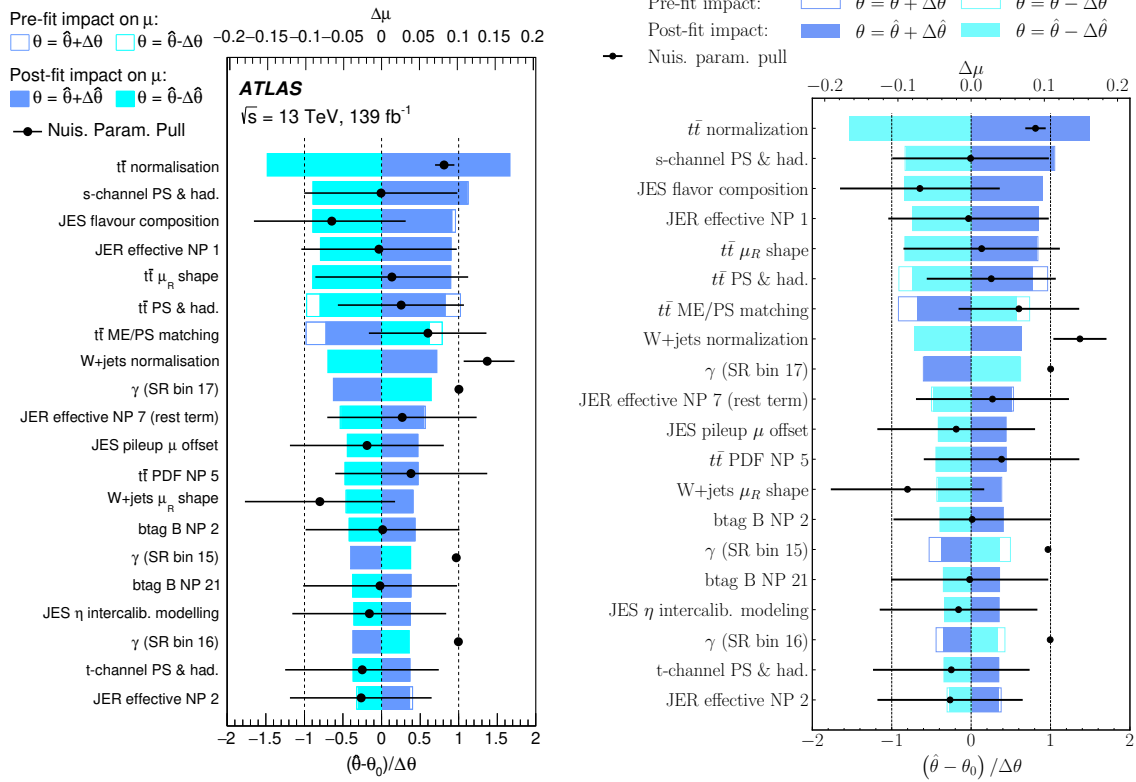 Pre-fit impact on μ:
θ = θ̂+Δθ θ = θ̂-Δθ
Post-fit impact on μ:
θ = θ̂+Δθ̂ θ = θ̂-Δθ̂
Nuis. Param. Pull
Δμ
-0.2 -0.15 -0.1 -0.05 0 0.05 0.1 0.15 0.2
ATLAS
√s = 13 TeV, 139 fb⁻¹
tt̄ normalisation
s-channel PS & had.
JES flavour composition
JER effective NP 1
tt̄ μ_R shape
tt̄ PS & had.
tt̄ ME/PS matching
W+jets normalisation
γ (SR bin 17)
JER effective NP 7 (rest term)
JES pileup μ offset
tt̄ PDF NP 5
W+jets μ_R shape
btag B NP 2
γ (SR bin 15)
btag B NP 21
JES η intercalib. modelling
γ (SR bin 16)
t-channel PS & had.
JER effective NP 2
−2 −1.5 −1 −0.5 0 0.5 1 1.5 2
(θ̂-θ₀)/Δθ
Pre-fit impact: θ = θ̂ + Δθ θ = θ̂ − Δθ
Post-fit impact: θ = θ̂ + Δθ̂ θ = θ̂ − Δθ̂
Nuis. param. pull
Δμ
−0.2 −0.1 0.0 0.1 0.2
tt̄ normalization
s-channel PS & had.
JES flavor composition
JER effective NP 1
tt̄ μ_R shape
tt̄ PS & had.
tt̄ ME/PS matching
W+jets normalization
γ (SR bin 17)
JER effective NP 7 (rest term)
JES pileup μ offset
tt̄ PDF NP 5
W+jets μ_R shape
btag B NP 2
γ (SR bin 15)
btag B NP 21
JES η intercalib. modeling
γ (SR bin 16)
t-channel PS & had.
JER effective NP 2
−2 −1 0 1 2
(θ̂ − θ₀) /Δθ